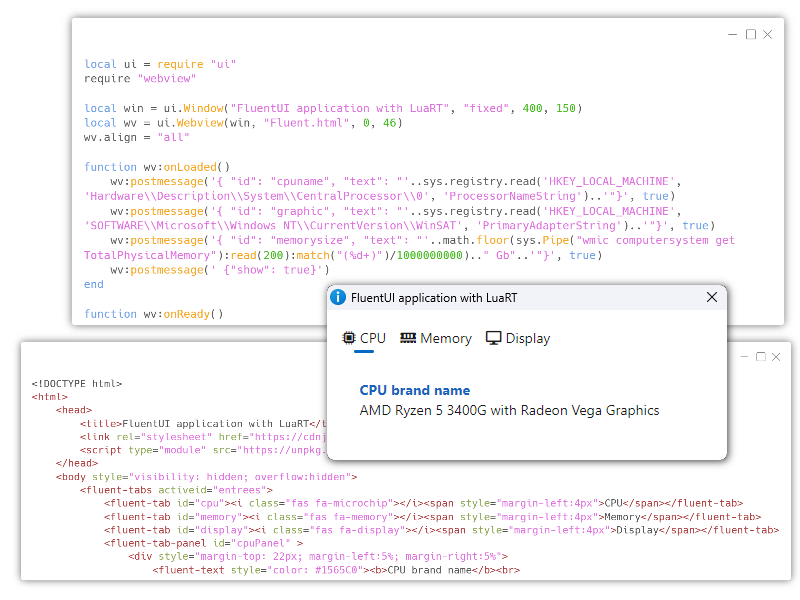 local ui = require "ui"
require "webview"
local win = ui.Window("FluentUI application with LuaRT", "fixed", 400, 150)
local wv = ui.Webview(win, "Fluent.html", 0, 46)
wv.align = "all"
function wv:onLoaded()
wv:postmessage('{ "id": "cpuname", "text": "'..sys.registry.read('HKEY_LOCAL_MACHINE',
'Hardware\\Description\\System\\CentralProcessor\\0', 'ProcessorNameString')..'"}', true)
wv:postmessage('{ "id": "graphic", "text": "'..sys.registry.read('HKEY_LOCAL_MACHINE',
'SOFTWARE\\Microsoft\\Windows NT\\CurrentVersion\\WinSAT', 'PrimaryAdapterString')..'"}', true)
wv:postmessage('{ "id": "memorysize", "text": "'..math.floor(sys.Pipe("wmic computersystem get
TotalPhysicalMemory"):read(200):match("(%d+)")/1000000000).." Gb"..'"}', true)
wv:postmessage(' {"show": true}')
end
function wv:onReady()
FluentUI application with LuaRT
CPU Memory Display
CPU brand name
AMD Ryzen 5 3400G with Radeon Vega Graphics
<!DOCTYPE html>
<html>
<head>
<title>FluentUI application with LuaRT</t
<link rel="stylesheet" href="https://cdnj
<script type="module" src="https://unpkg.
</head>
<body style="visibility: hidden; overflow:hidden">
<fluent-tabs activeid="entrees">
<fluent-tab id="cpu"><i class="fas fa-microchip"></i><span style="margin-left:4px">CPU</span></fluent-tab>
<fluent-tab id="memory"><i class="fas fa-memory"></i><span style="margin-left:4px">Memory</span></fluent-tab>
<fluent-tab id="display"><i class="fas fa-display"></i><span style="margin-left:4px">Display</span></fluent-tab>
<fluent-tab-panel id="cpuPanel" >
<div style="margin-top: 22px; margin-left:5%; margin-right:5%">
<fluent-text style="color: #1565C0"><b>CPU brand name</b><br>